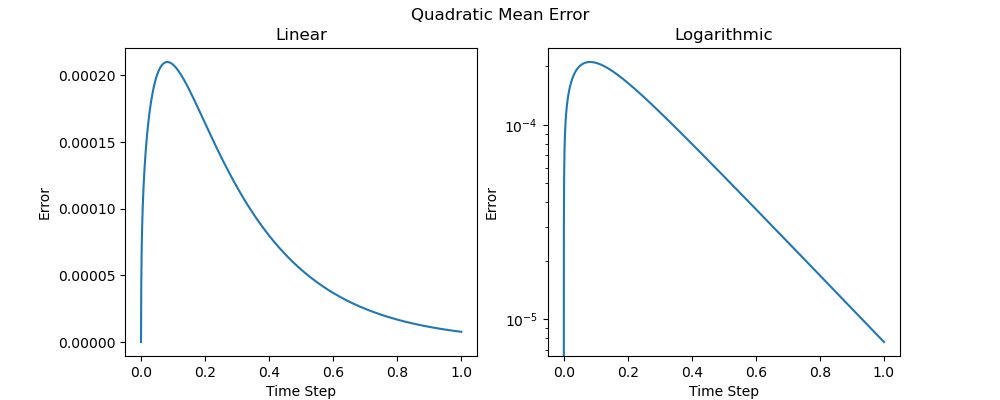 Quadratic Mean Error
Linear
Error
0.00020
0.00015
0.00010
0.00005
0.00000
0.0 0.2 0.4 0.6 0.8 1.0
Time Step
Logarithmic
Error
10⁻⁴
10⁻⁵
0.0 0.2 0.4 0.6 0.8 1.0
Time Step